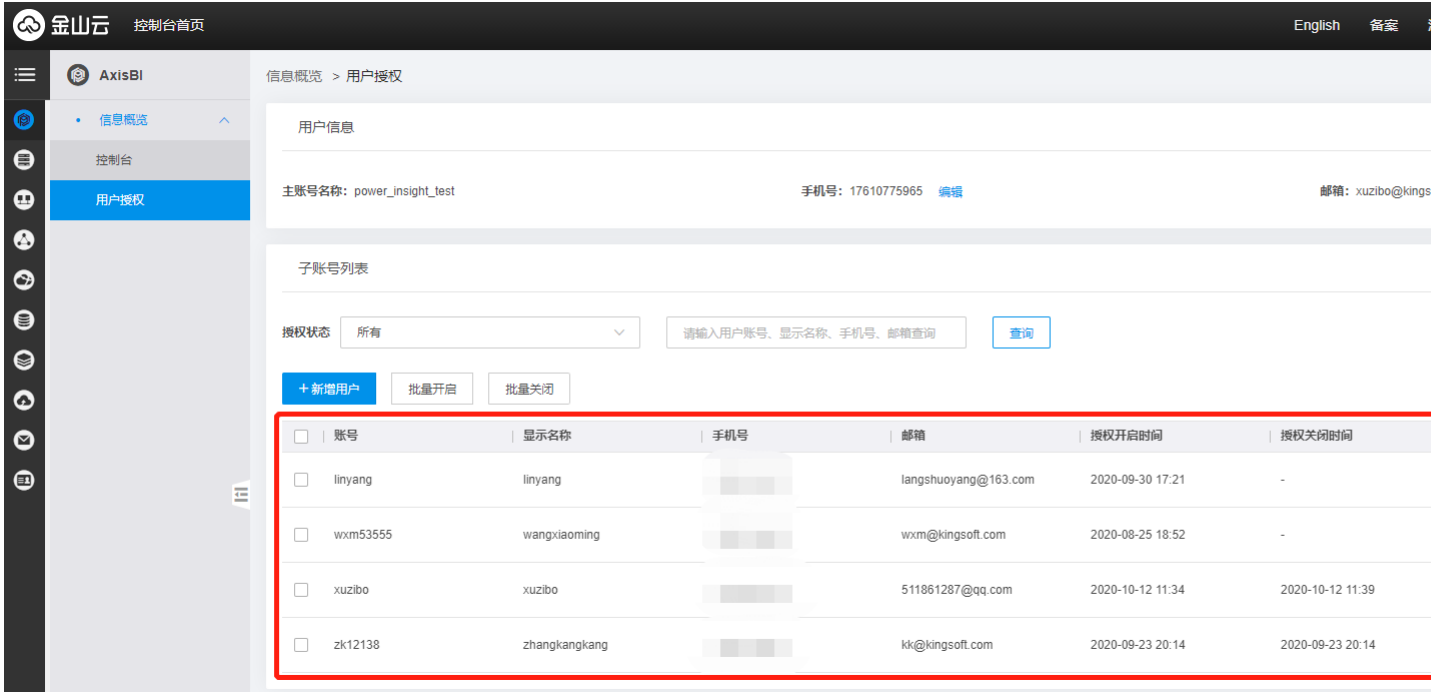 金山云 控制台首页 English 备案
AxisBI 信息概览 > 用户授权
信息概览
用户信息
控制台
主账号名称：power_insight_test 手机号：17610775965 编辑 邮箱：xuzibo@kings
用户授权
子账号列表
授权状态 所有 请输入用户账号、显示名称、手机号、邮箱查询 查询
+新增用户 批量开启 批量关闭
账号 显示名称 手机号 邮箱 授权开启时间 授权关闭时间
linyang linyang langshuoyang@163.com 2020-09-30 17:21 -
wxm53555 wangxiaoming wxm@kingsoft.com 2020-08-25 18:52 -
xuzibo xuzibo 511861287@qq.com 2020-10-12 11:34 2020-10-12 11:39
zk12138 zhangkangkang kk@kingsoft.com 2020-09-23 20:14 2020-09-23 20:14